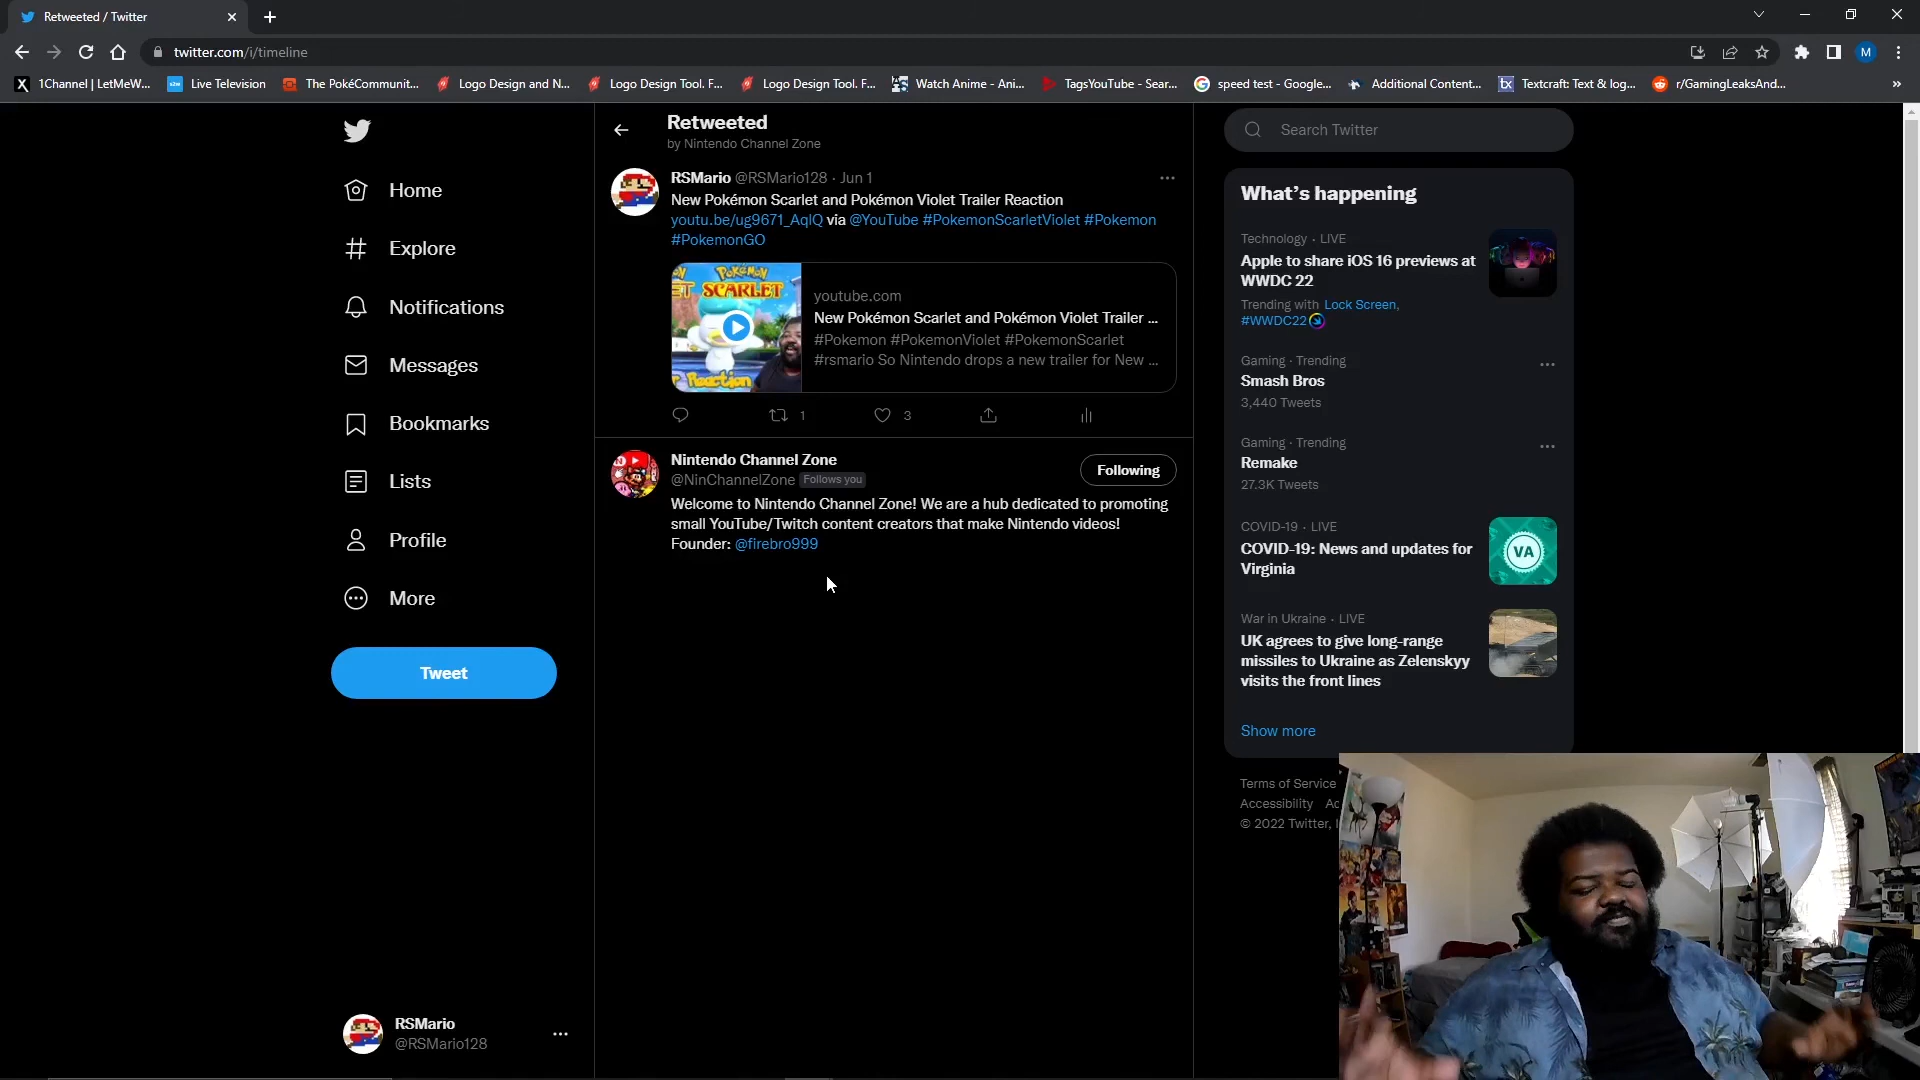 Retweeted / Twitter
twitter.com/i/timeline
M
1Channel | LetMeW...
Live Television
The PokéCommunit...
Logo Design and N...
Logo Design Tool. F...
Logo Design Tool. F...
Watch Anime - Ani...
TagsYouTube - Sear...
speed test - Google...
Additional Content...
tx Textcraft: Text & log...
r/GamingLeaksAnd...
Home
Explore
Notifications
Messages
Bookmarks
Lists
Profile
More
Tweet
RSMario
@RSMario128
Retweeted
by Nintendo Channel Zone
RSMario @RSMario128 · Jun 1
New Pokémon Scarlet and Pokémon Violet Trailer Reaction
youtu.be/ug9671_AqlQ via @YouTube #PokemonScarletViolet #Pokemon
#PokemonGO
POKéMON
SCARLET
Reaction
youtube.com
New Pokémon Scarlet and Pokémon Violet Trailer ...
#Pokemon #PokemonViolet #PokemonScarlet
#rsmario So Nintendo drops a new trailer for New ...
1
3
Nintendo Channel Zone
@NinChannelZone Follows you
Following
Welcome to Nintendo Channel Zone! We are a hub dedicated to promoting
small YouTube/Twitch content creators that make Nintendo videos!
Founder: @firebro999
Search Twitter
What's happening
Technology · LIVE
Apple to share iOS 16 previews at
WWDC 22
Trending with Lock Screen,
#WWDC22
Gaming · Trending
Smash Bros
3,440 Tweets
Gaming · Trending
Remake
27.3K Tweets
COVID-19 · LIVE
COVID-19: News and updates for
Virginia
VA
War in Ukraine · LIVE
UK agrees to give long-range
missiles to Ukraine as Zelenskyy
visits the front lines
Show more
Terms of Service
Accessibility
© 2022 Twitter,